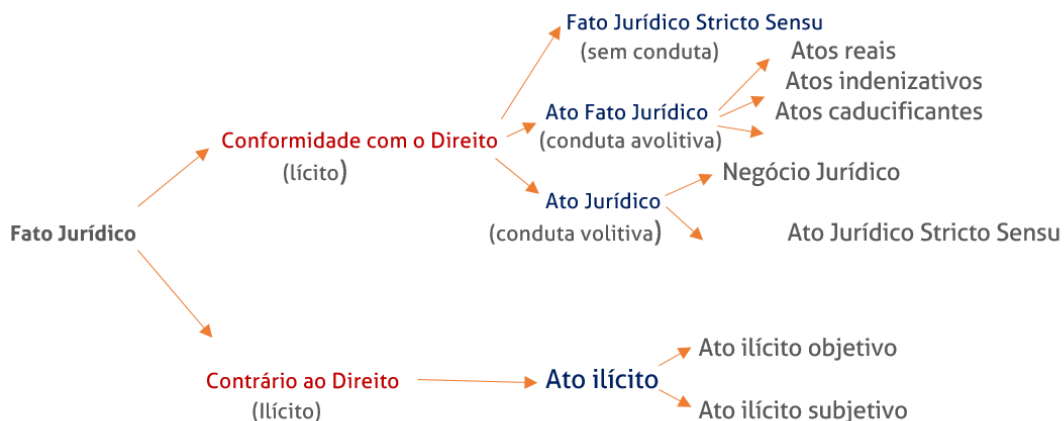 Fato Jurídico Stricto Sensu
(sem conduta)
Atos reais
Atos indenizativos
Ato Fato Jurídico
Atos caducificantes
Conformidade com o Direito
(conduta avolitiva)
(lícito)
Negócio Jurídico
Ato Jurídico
(conduta volitiva)
Ato Jurídico Stricto Sensu
Fato Jurídico
Ato ilícito objetivo
Contrário ao Direito
Ato ilícito
(Ilícito)
Ato ilícito subjetivo